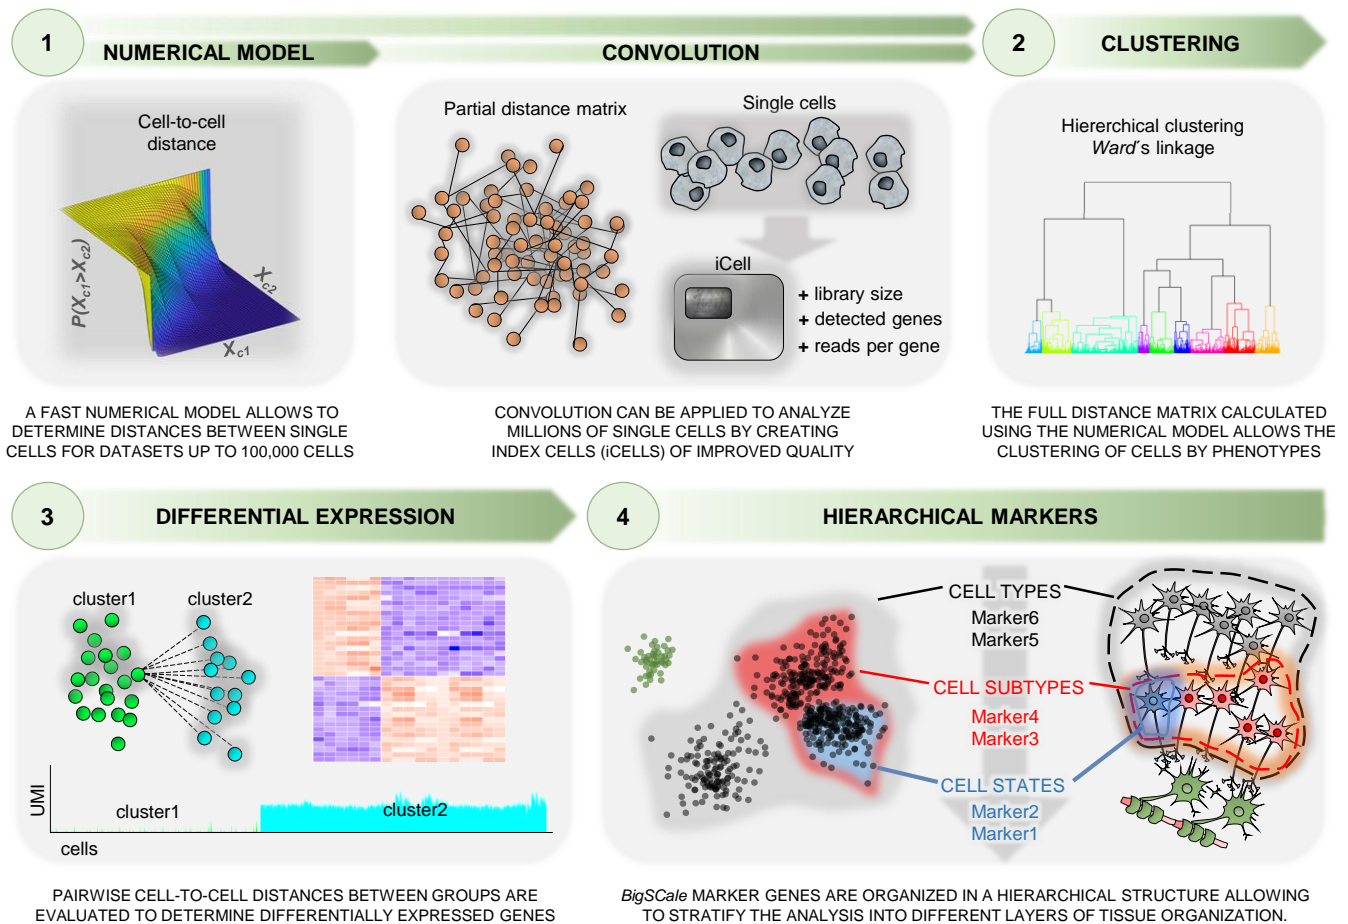 1
NUMERICAL MODEL
CONVOLUTION
2
CLUSTERING
Cell-to-cell
distance
P(Xc1>Xc2)
Xc2
Xc1
Partial distance matrix
Single cells
iCell
+ library size
+ detected genes
+ reads per gene
Hiererchical clustering
Ward´s linkage
A FAST NUMERICAL MODEL ALLOWS TO
DETERMINE DISTANCES BETWEEN SINGLE
CELLS FOR DATASETS UP TO 100,000 CELLS
CONVOLUTION CAN BE APPLIED TO ANALYZE
MILLIONS OF SINGLE CELLS BY CREATING
INDEX CELLS (iCELLS) OF IMPROVED QUALITY
THE FULL DISTANCE MATRIX CALCULATED
USING THE NUMERICAL MODEL ALLOWS THE
CLUSTERING OF CELLS BY PHENOTYPES
3
DIFFERENTIAL EXPRESSION
4
HIERARCHICAL MARKERS
cluster1
cluster2
UMI
cluster1
cluster2
cells
CELL TYPES
Marker6
Marker5
CELL SUBTYPES
Marker4
Marker3
CELL STATES
Marker2
Marker1
PAIRWISE CELL-TO-CELL DISTANCES BETWEEN GROUPS ARE
EVALUATED TO DETERMINE DIFFERENTIALLY EXPRESSED GENES
BigSCale MARKER GENES ARE ORGANIZED IN A HIERARCHICAL STRUCTURE ALLOWING
TO STRATIFY THE ANALYSIS INTO DIFFERENT LAYERS OF TISSUE ORGANIZATION.